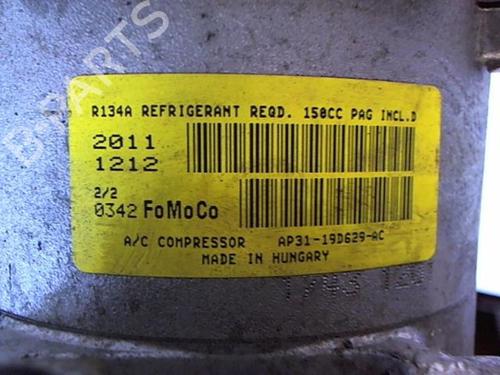 B-PARTS
R134A REFRIGERANT REQD. 150CC PAG INCL.D
2011
1212
2/2
0342 FoMoCo
A/C COMPRESSOR AP31-19D629-AC
MADE IN HUNGARY